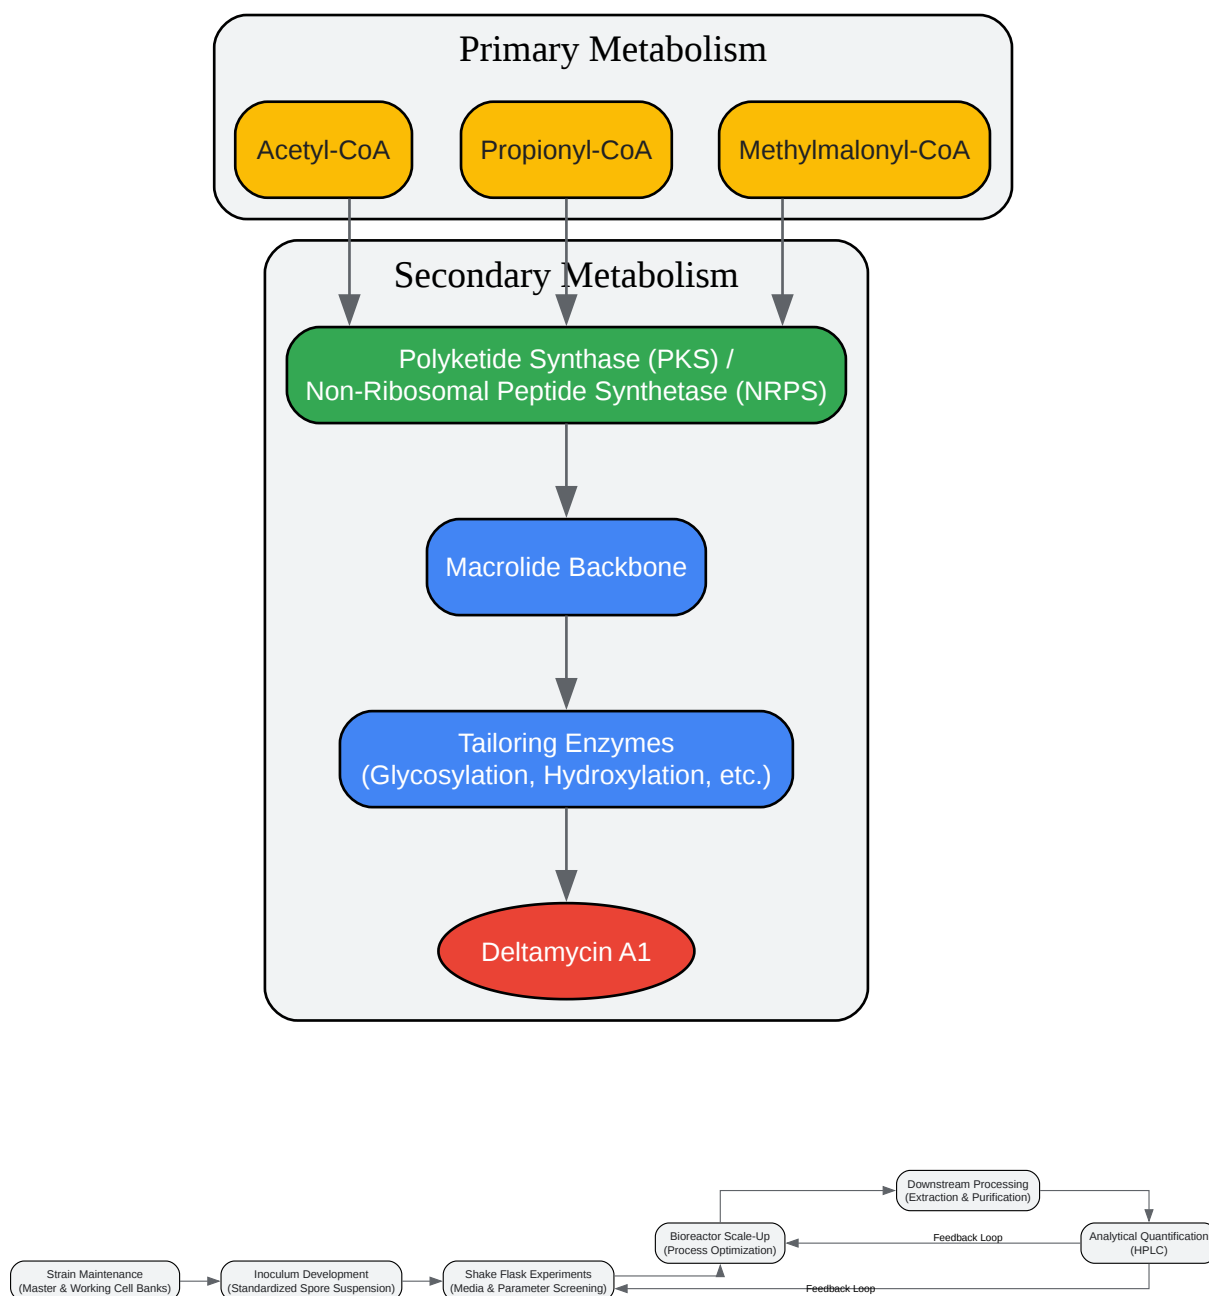 Primary Metabolism
Acetyl-CoA
Propionyl-CoA
Methylmalonyl-CoA
Secondary Metabolism
Polyketide Synthase (PKS) /
Non-Ribosomal Peptide Synthetase (NRPS)
Macrolide Backbone
Tailoring Enzymes
(Glycosylation, Hydroxylation, etc.)
Deltamycin A1
Downstream Processing
(Extraction & Purification)
Bioreactor Scale-Up
(Process Optimization)
Feedback Loop
Analytical Quantification
(HPLC)
Strain Maintenance
(Master & Working Cell Banks)
Inoculum Development
(Standardized Spore Suspension)
Shake Flask Experiments
(Media & Parameter Screening)
Feedback Loop